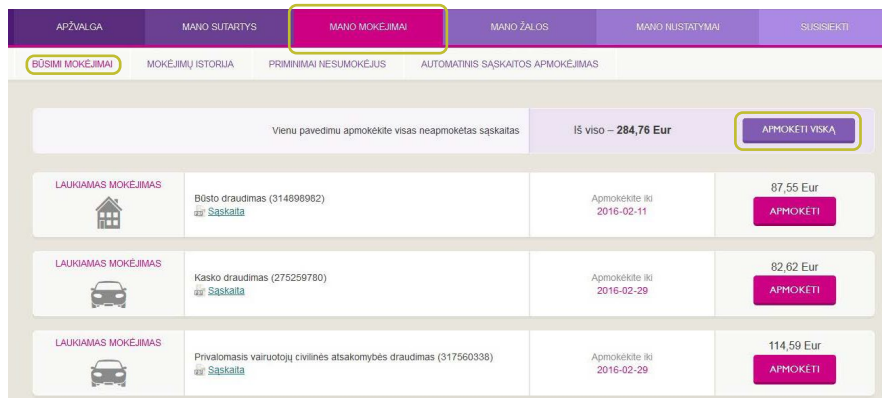 APŽVALGA
MANO SUTARTYS
MANO MOKĖJIMAI
MANO ŽALOS
MANO NUSTATYMAI
SUSISIEKTI
BŪSIMI MOKĖJIMAI
MOKĖJIMŲ ISTORIJA
PRIMINIMAI NESUMOKĖJUS
AUTOMATINIS SĄSKAITOS APMOKĖJIMAS
Vienu pavedimu apmokėkite visas neapmokėtas sąskaitas
Iš viso – 284,76 Eur
APMOKĖTI VISKĄ
LAUKIAMAS MOKĖJIMAS
Būsto draudimas (314898982)
Sąskaita
Apmokėkite iki
2016-02-11
87,55 Eur
APMOKĖTI
LAUKIAMAS MOKĖJIMAS
Kasko draudimas (275259780)
Sąskaita
Apmokėkite iki
2016-02-29
82,62 Eur
APMOKĖTI
LAUKIAMAS MOKĖJIMAS
Privalomasis vairuotojų civilinės atsakomybės draudimas (317560338)
Sąskaita
Apmokėkite iki
2016-02-29
114,59 Eur
APMOKĖTI